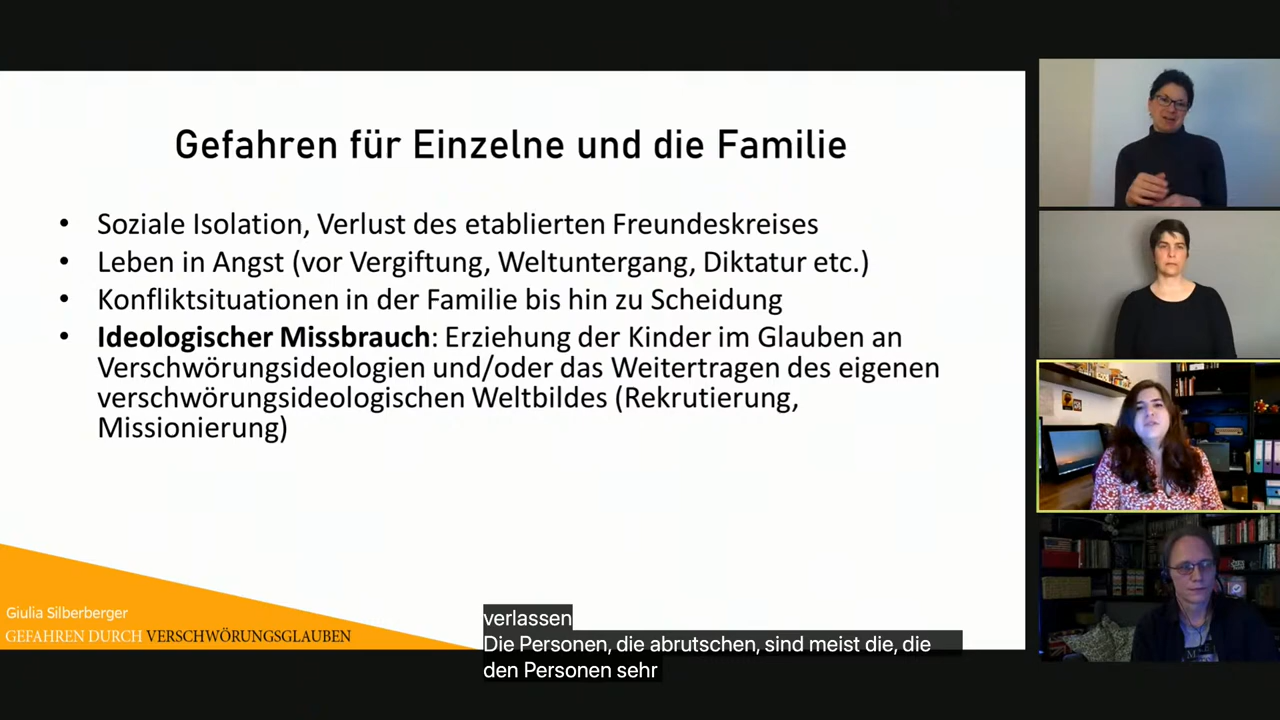 Gefahren für Einzelne und die Familie
• Soziale Isolation, Verlust des etablierten Freundeskreises
• Leben in Angst (vor Vergiftung, Weltuntergang, Diktatur etc.)
• Konfliktsituationen in der Familie bis hin zu Scheidung
• Ideologischer Missbrauch: Erziehung der Kinder im Glauben an
Verschwörungsideologien und/oder das Weitertragen des eigenen
verschwörungsideologischen Weltbildes (Rekrutierung,
Missionierung)
Giulia Silberberger
GEFAHREN DURCH VERSCHWÖRUNGSGLAUBEN
verlassen
Die Personen, die abrutschen, sind meist die, die
den Personen sehr